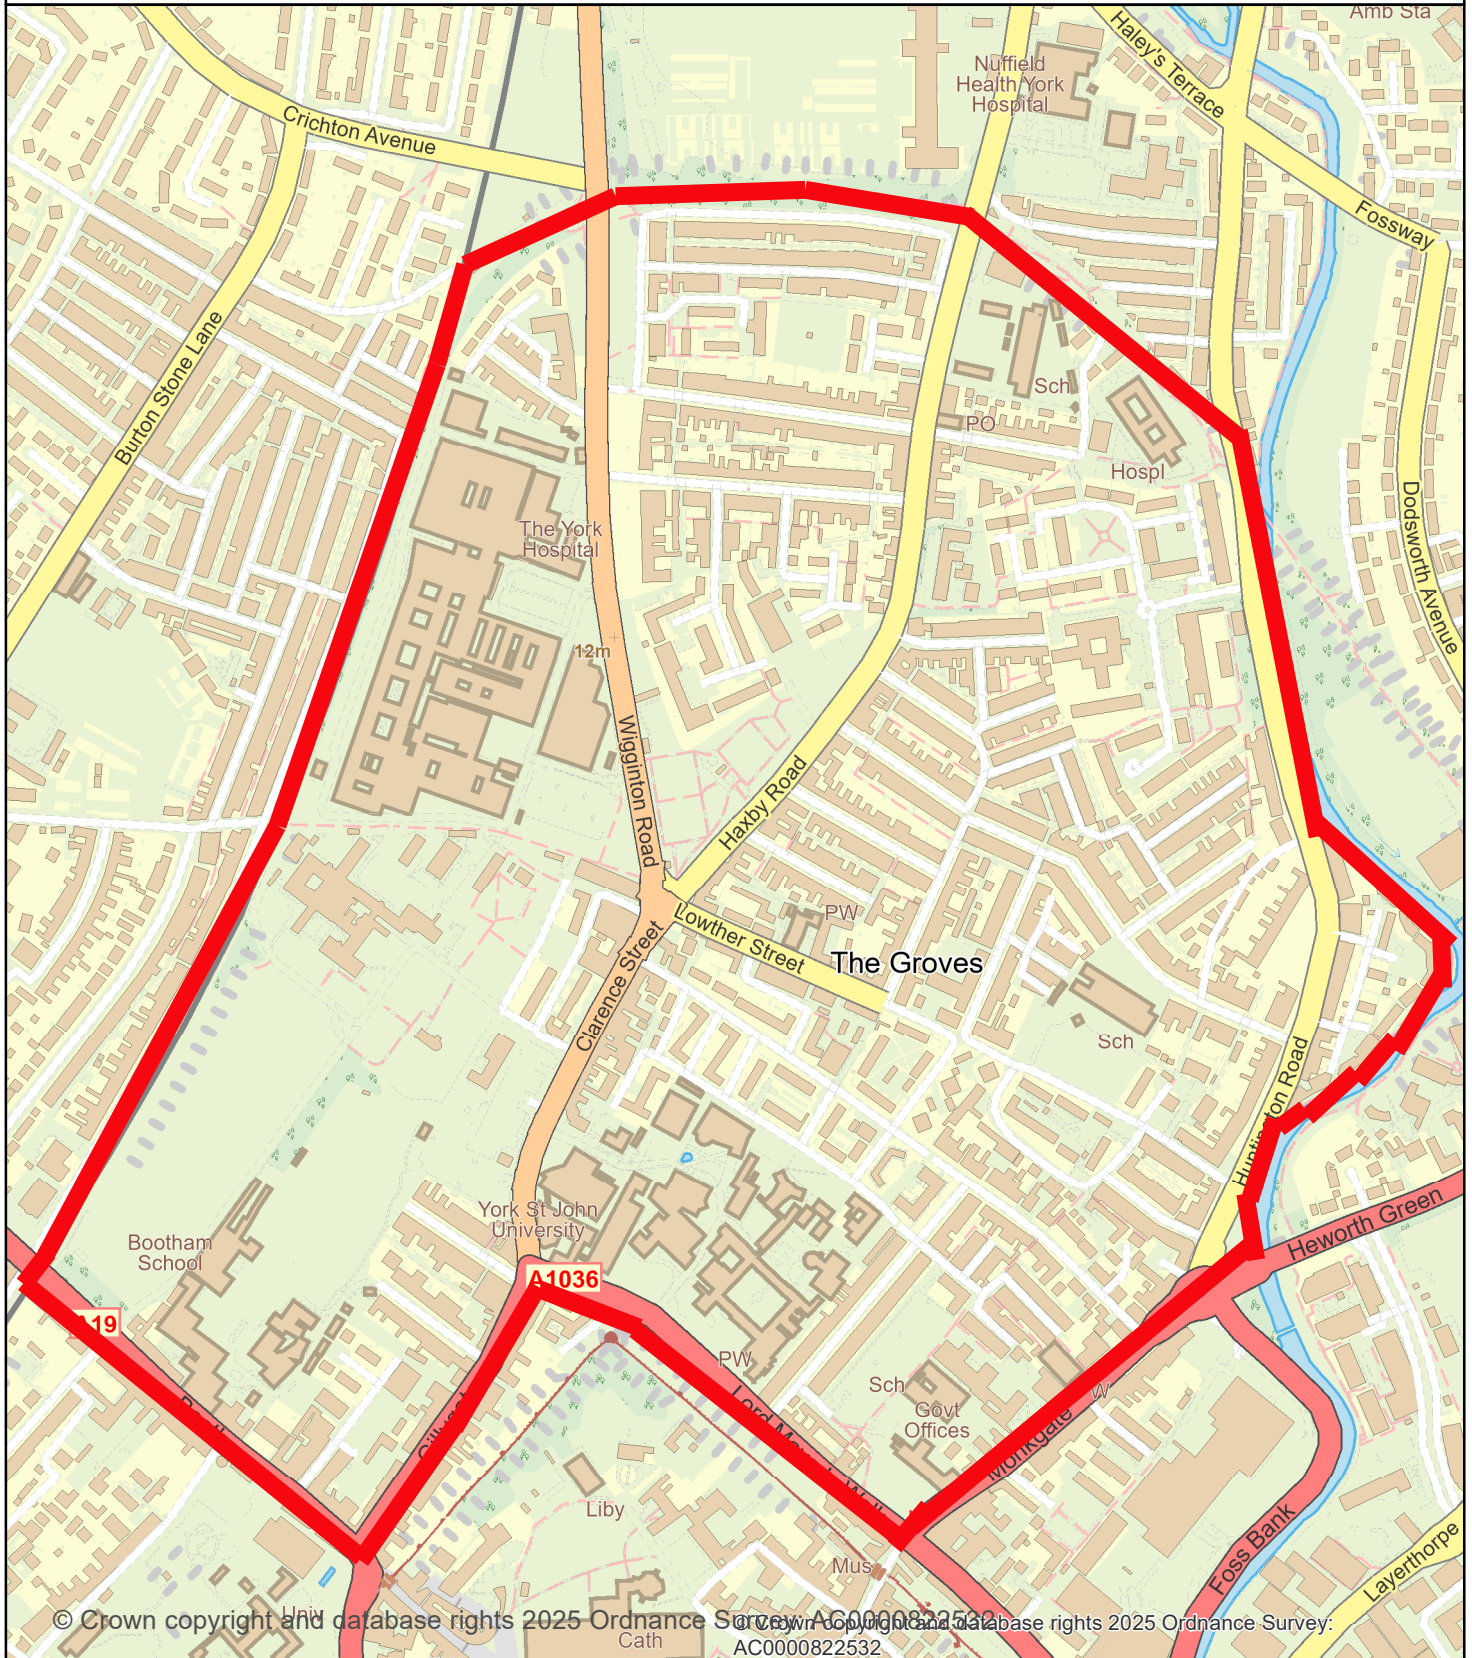 Amb Sta
Haley's Terrace
Nuffield
Health York
Hospital
Crichton Avenue
Fossway
Burton Stone Lane
Sch
PO
Hospl
The York
Hospital
Dodsworth Avenue
12m
Wigginton Road
Haxby Road
Lowther Street
PW
The Groves
Clarence Street
Sch
Huntington Road
York St John
University
Heworth Green
Bootham
School
A1036
A19
PW
Sch
Govt
Offices
Monkgate
Liby
Foss Bank
Layerthorpe
Mus
Univ
Cath
© Crown copyright and database rights 2025 Ordnance Survey: AC0000822532
© Crown copyright and database rights 2025 Ordnance Survey:
AC0000822532